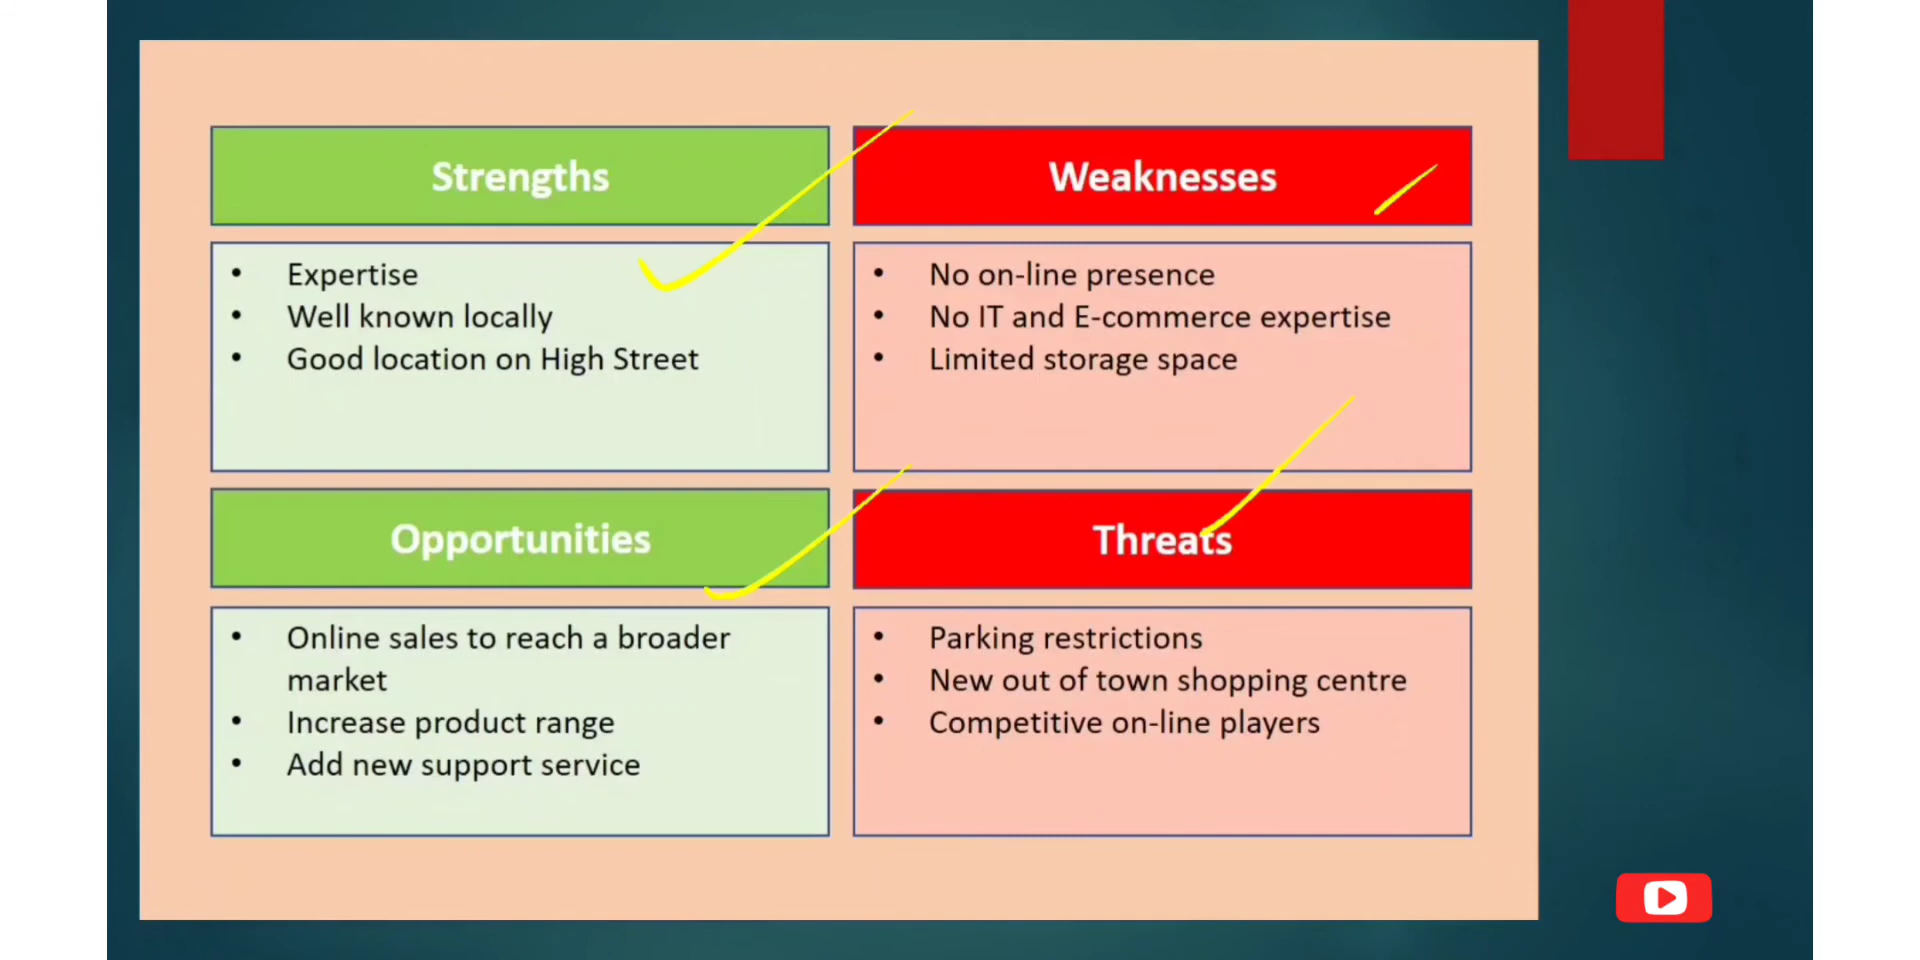 Strengths
• Expertise
• Well known locally
• Good location on High Street
Weaknesses
• No on-line presence
• No IT and E-commerce expertise
• Limited storage space
Opportunities
• Online sales to reach a broader
market
• Increase product range
• Add new support service
Threats
• Parking restrictions
• New out of town shopping centre
• Competitive on-line players